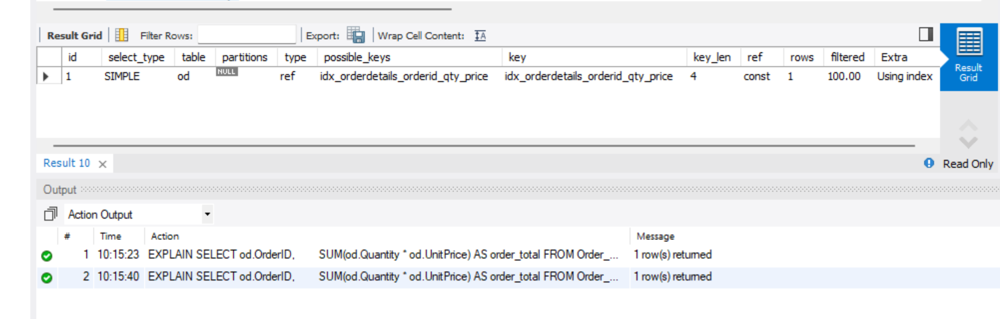 Result Grid Filter Rows: Export: Wrap Cell Content: IA
id select_type table partitions type possible_keys key key_len ref rows filtered Extra
1 SIMPLE od NULL ref idx_orderdetails_orderid_qty_price idx_orderdetails_orderid_qty_price 4 const 1 100.00 Using index
Result
Grid
Result 10 × Read Only
Output
Action Output
# Time Action Message
1 10:15:23 EXPLAIN SELECT od.OrderID, SUM(od.Quantity * od.UnitPrice) AS order_total FROM Order_... 1 row(s) returned
2 10:15:40 EXPLAIN SELECT od.OrderID, SUM(od.Quantity * od.UnitPrice) AS order_total FROM Order_... 1 row(s) returned